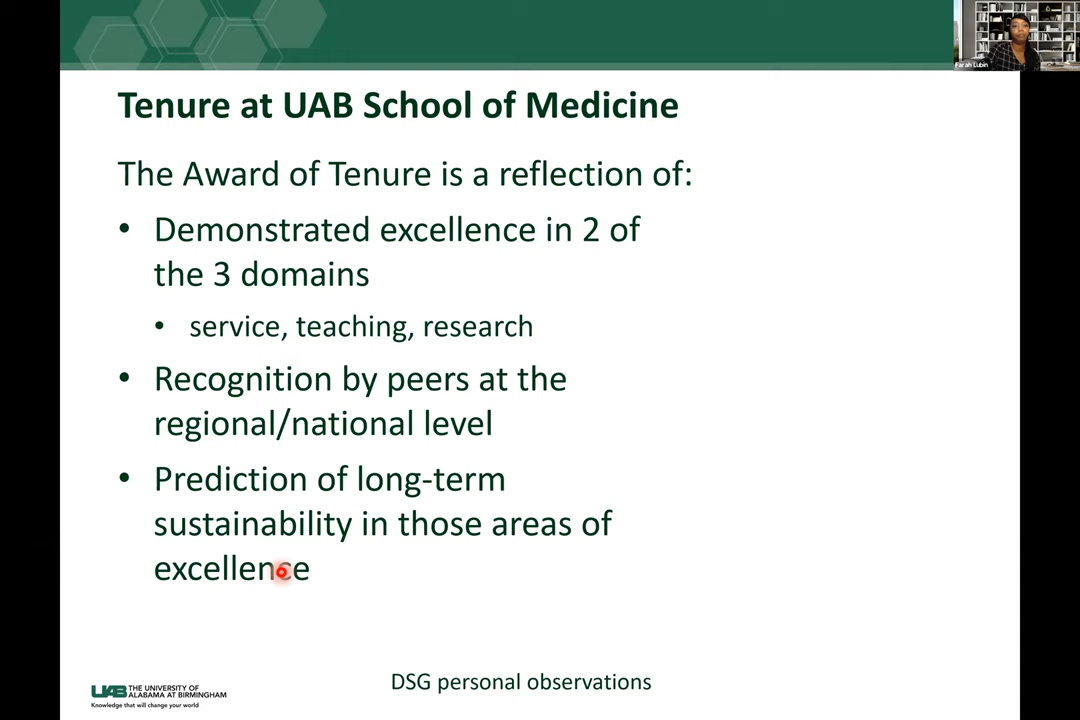 Farah Lubin
Tenure at UAB School of Medicine
The Award of Tenure is a reflection of:
• Demonstrated excellence in 2 of
the 3 domains
• service, teaching, research
• Recognition by peers at the
regional/national level
• Prediction of long-term
sustainability in those areas of
excellence
DSG personal observations
UAB THE UNIVERSITY OF
ALABAMA AT BIRMINGHAM
Knowledge that will change your world